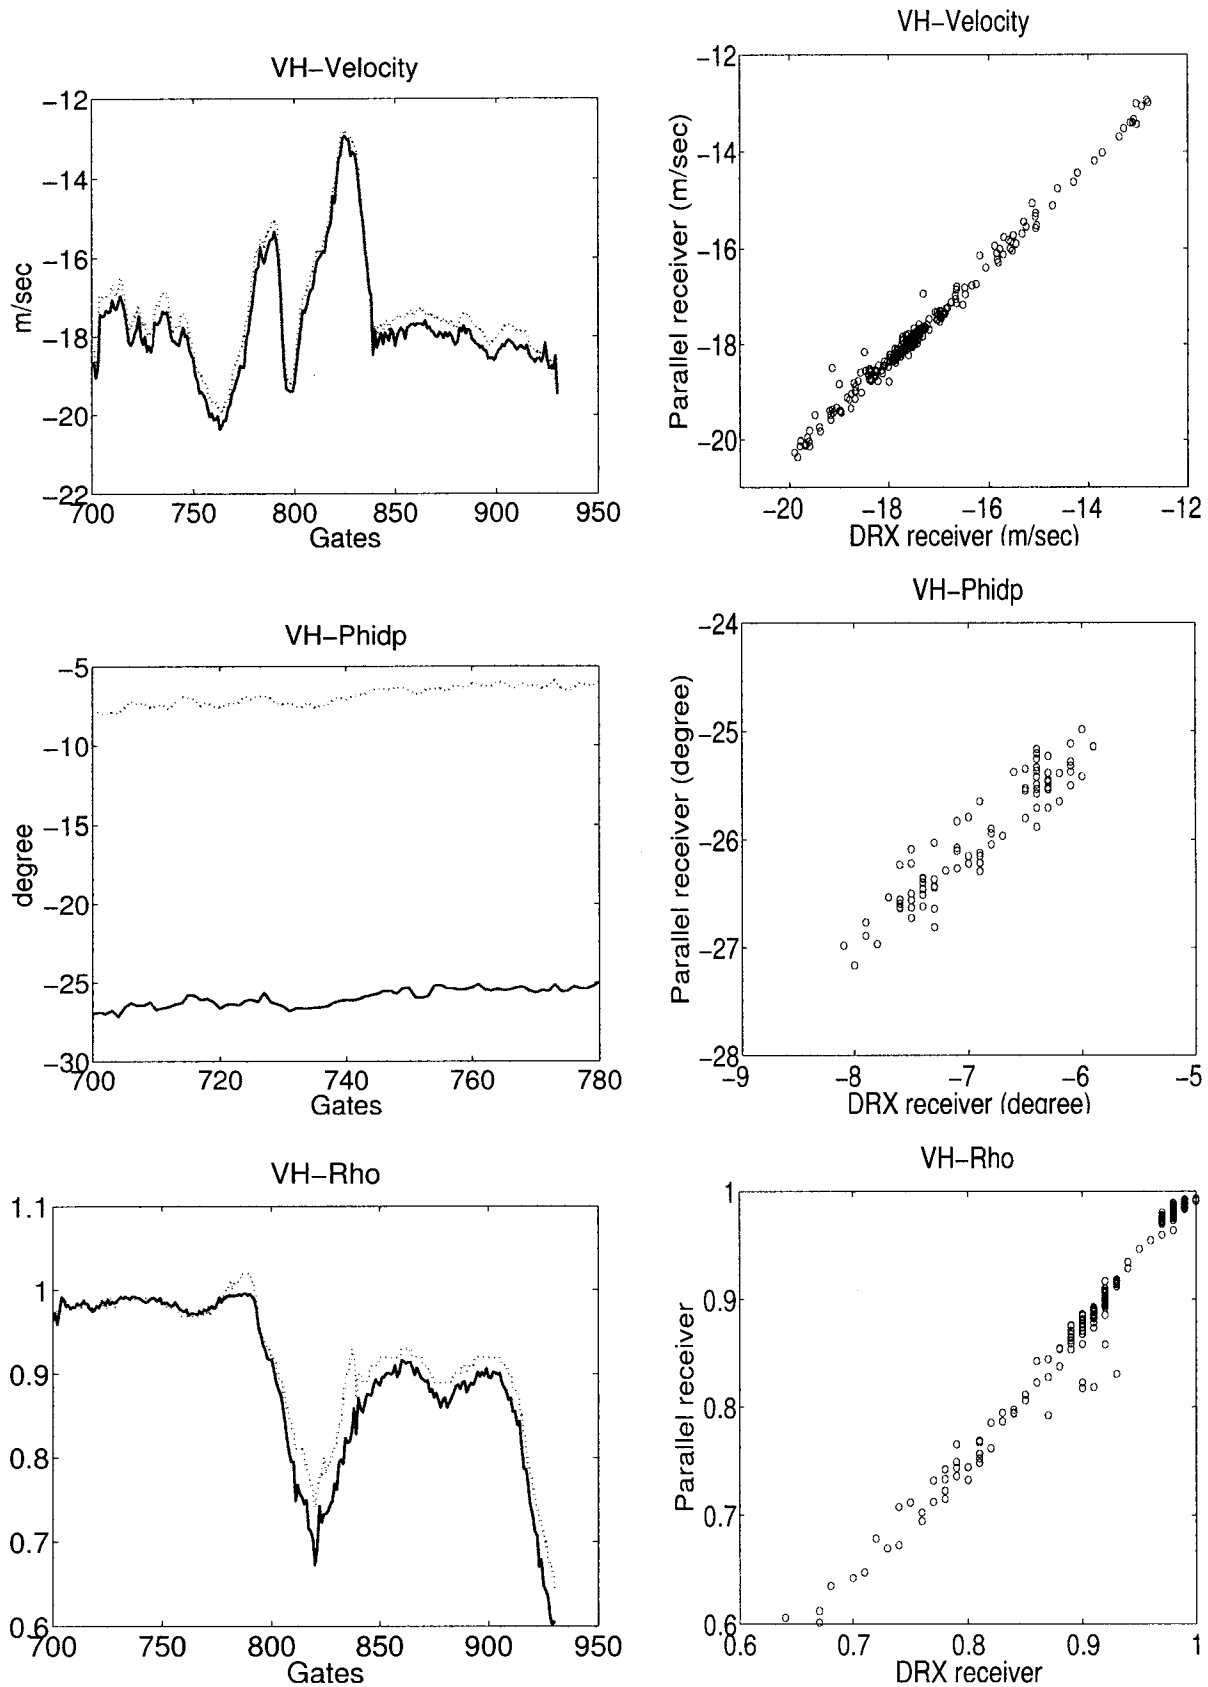 VH–Velocity
−12
−14
−16
−18
−20
−22
m/sec
700 750 800 850 900 950
Gates
VH–Velocity
−12
−14
−16
−18
−20
Parallel receiver (m/sec)
−20 −18 −16 −14 −12
DRX receiver (m/sec)
VH–Phidp
−5
−10
−15
−20
−25
−30
degree
700 720 740 760 780
Gates
VH–Phidp
−24
−25
−26
−27
−28
Parallel receiver (degree)
−9 −8 −7 −6 −5
DRX receiver (degree)
VH–Rho
1.1
1
0.9
0.8
0.7
0.6
700 750 800 850 900 950
Gates
VH–Rho
1
0.9
0.8
0.7
0.6
Parallel receiver
0.6 0.7 0.8 0.9 1
DRX receiver